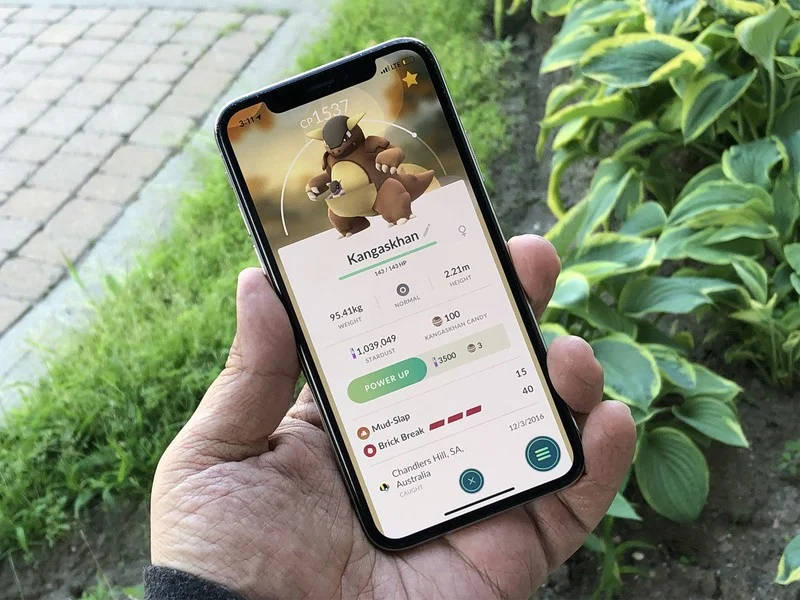 3:11 LTE
CP1537
Kangaskhan
143 / 143 HP
95.41kg
WEIGHT
NORMAL
2.21m
HEIGHT
1,039,049
STARDUST
100
KANGASKHAN CANDY
POWER UP 3500 3
Mud-Slap 15
Brick Break 40
Chandlers Hill, SA,
Australia
CAUGHT
12/3/2016